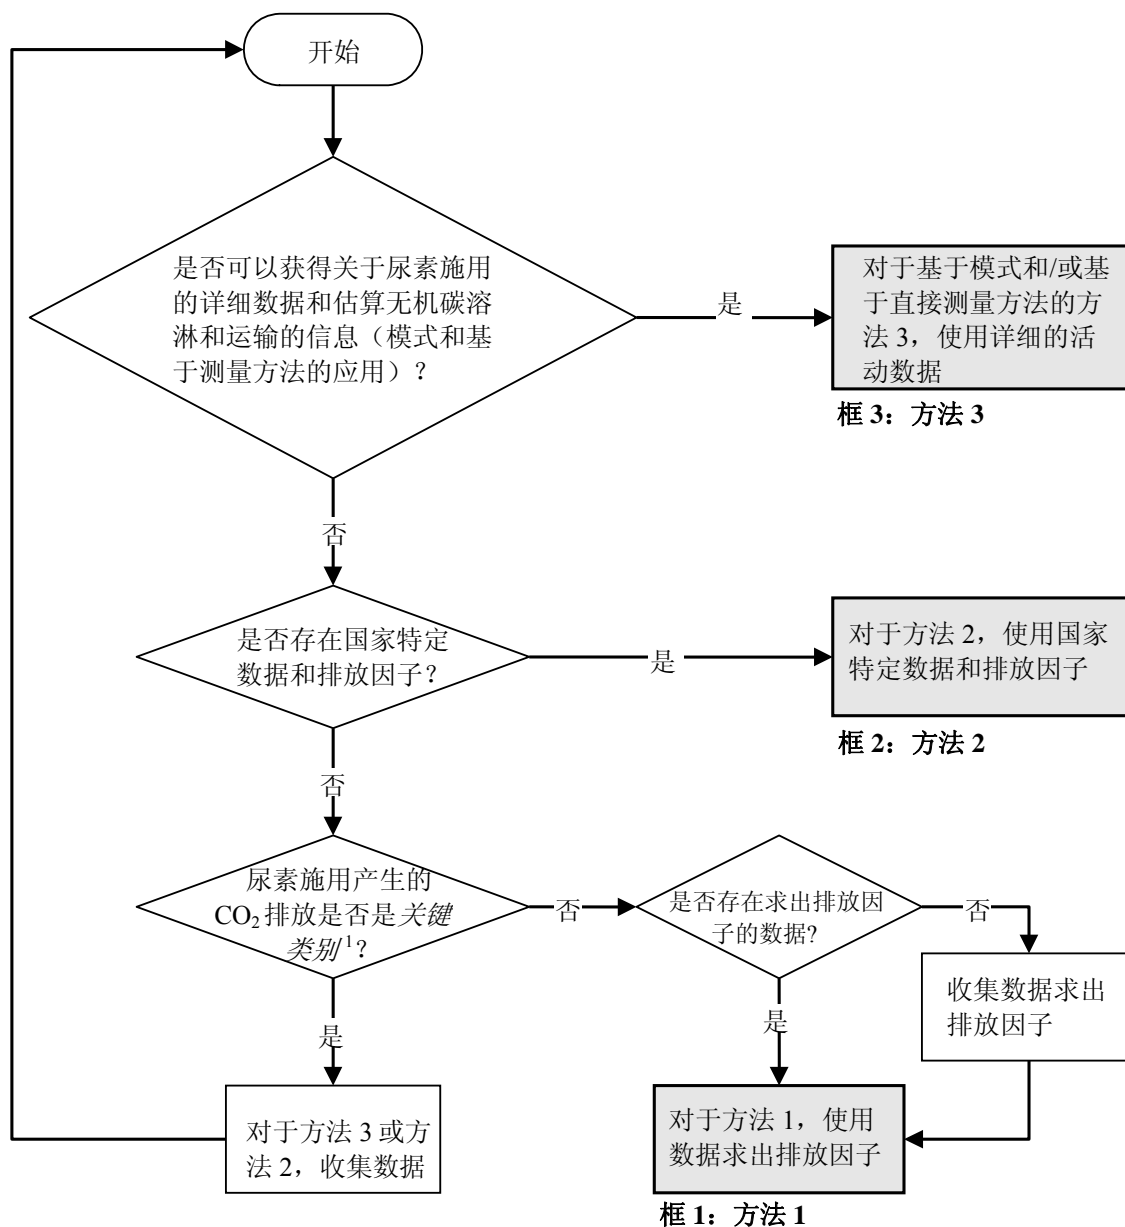 开始
是否可以获得关于尿素施用
的详细数据和估算无机碳溶
淋和运输的信息（模式和基
于测量方法的应用）？
是
对于基于模式和/或基
于直接测量方法的方
法 3，使用详细的活
动数据
框 3：方法 3
否
是否存在国家特定
数据和排放因子？
是
对于方法 2，使用国家
特定数据和排放因子
框 2：方法 2
否
尿素施用产生的
CO₂排放是否是关键
类别¹？
否
是否存在求出排放因
子的数据?
否
收集数据求出
排放因子
是
是
对于方法 3 或方
法 2，收集数据
对于方法 1，使用
数据求出排放因子
框 1：方法 1